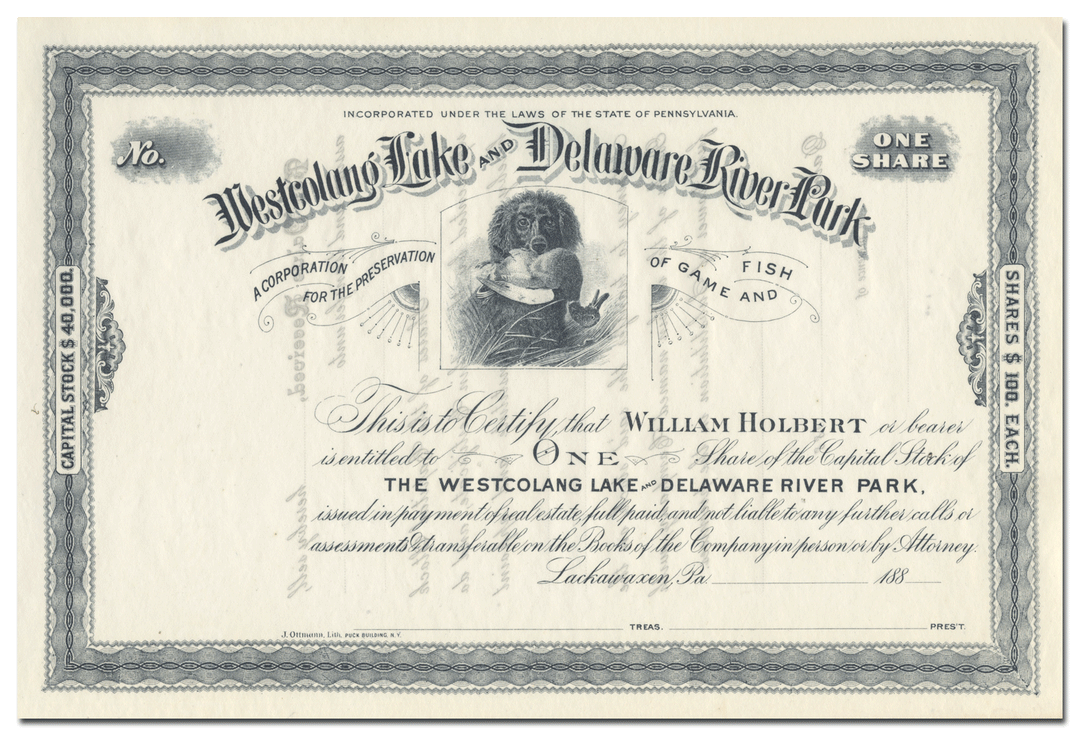 INCORPORATED UNDER THE LAWS OF THE STATE OF PENNSYLVANIA.
No.
ONE
SHARE
Westcolang Lake AND Delaware River Park
A CORPORATION
FOR THE PRESERVATION
OF GAME AND
FISH
CAPITAL STOCK $ 40,000.
SHARES $ 100. EACH.
This is to Certify, that WILLIAM HOLBERT or bearer
is entitled to ONE Share of the Capital Stock of
THE WESTCOLANG LAKE AND DELAWARE RIVER PARK,
issued in payment of real estate, full paid, and not liable to any further calls or
assessments & transferable on the Books of the Company in person or by Attorney.
Lackawaxen, Pa 188
TREAS.
PRES'T.
J. Ottmann, Lith. PUCK BUILDING, N.Y.